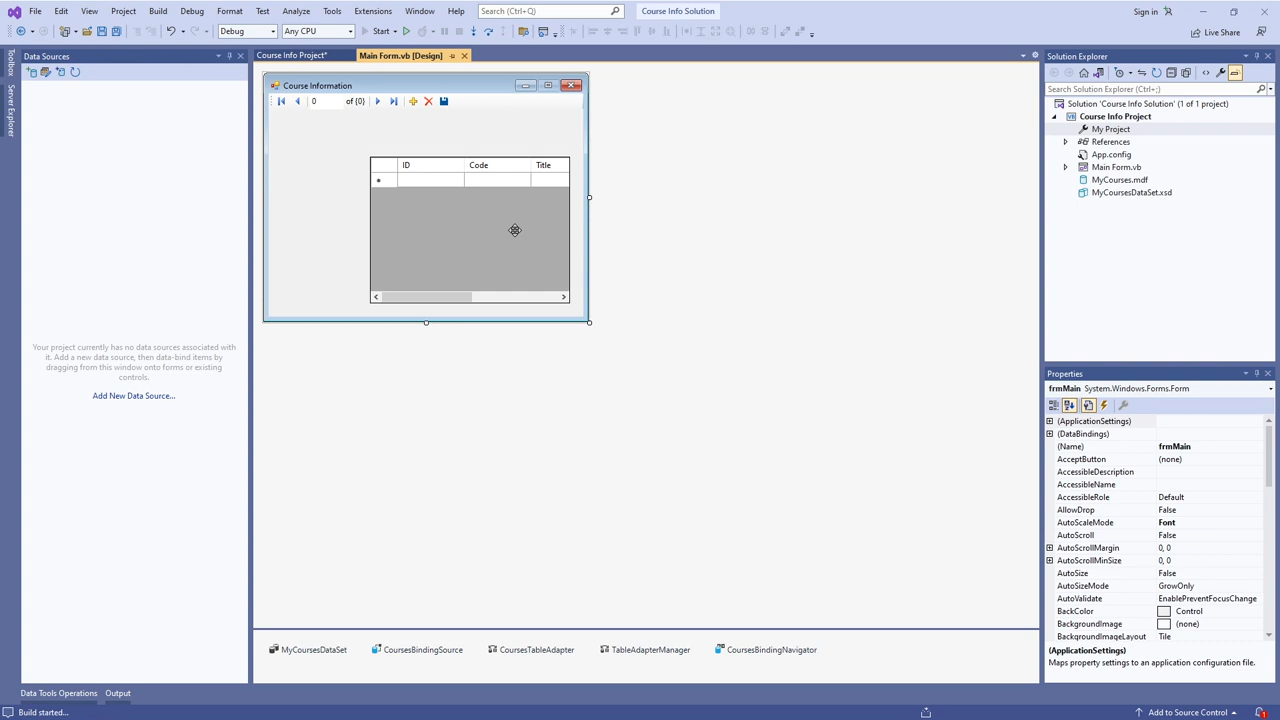 File Edit View Project Build Debug Format Test Analyze Tools Extensions Window Help Search (Ctrl+Q) Course Info Solution Sign in
Debug Any CPU Start Live Share
Toolbox
Server Explorer
Data Sources
Your project currently has no data sources associated
with it. Add a new data source, then data-bind items by
dragging from this window onto forms or existing
controls.
Add New Data Source...
Course Info Project* Main Form.vb [Design]
Course Information
0 of {0}
ID Code Title
MyCoursesDataSet CoursesBindingSource CoursesTableAdapter TableAdapterManager CoursesBindingNavigator
Solution Explorer
Search Solution Explorer (Ctrl+;)
Solution 'Course Info Solution' (1 of 1 project)
Course Info Project
My Project
References
App.config
Main Form.vb
MyCourses.mdf
MyCoursesDataSet.xsd
Properties
frmMain System.Windows.Forms.Form
(ApplicationSettings)
(DataBindings)
(Name) frmMain
AcceptButton (none)
AccessibleDescription
AccessibleName
AccessibleRole Default
AllowDrop False
AutoScaleMode Font
AutoScroll False
AutoScrollMargin 0, 0
AutoScrollMinSize 0, 0
AutoSize False
AutoSizeMode GrowOnly
AutoValidate EnablePreventFocusChange
BackColor Control
BackgroundImage (none)
BackgroundImageLayout Tile
(ApplicationSettings)
Maps property settings to an application configuration file.
Data Tools Operations Output
Build started... Add to Source Control 1